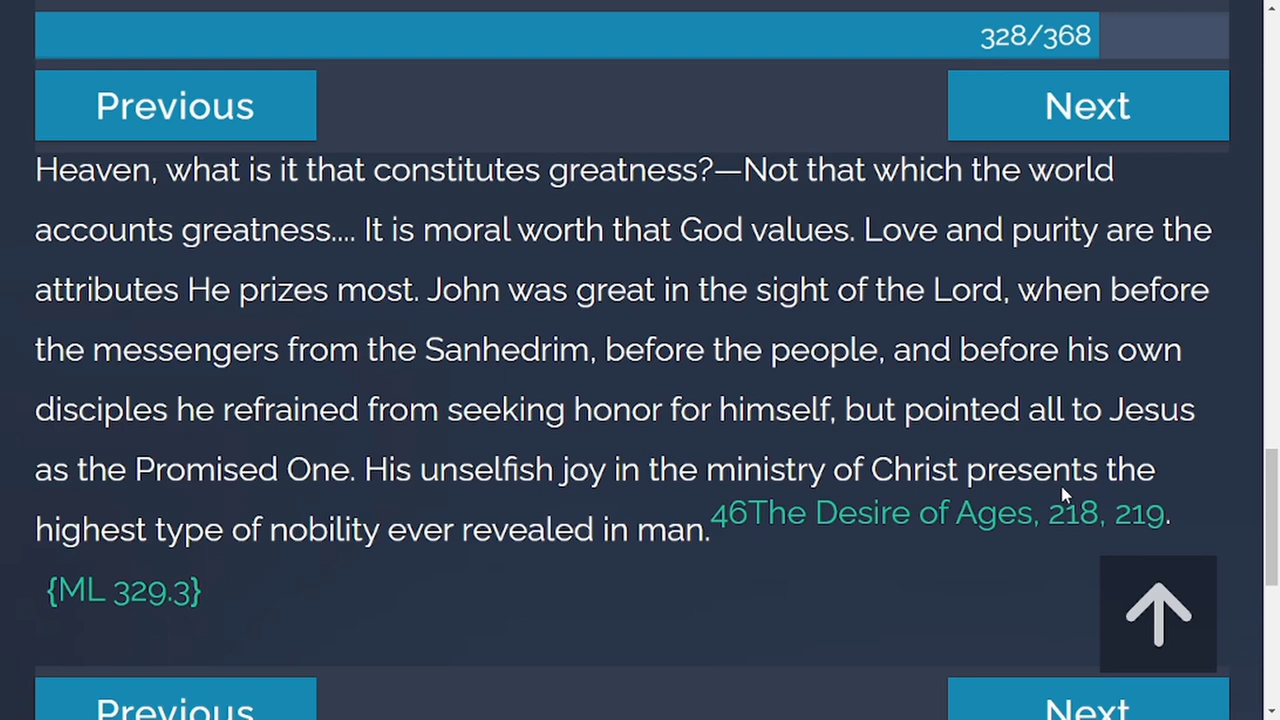 328/368
Previous
Next
Heaven, what is it that constitutes greatness?—Not that which the world
accounts greatness.... It is moral worth that God values. Love and purity are the
attributes He prizes most. John was great in the sight of the Lord, when before
the messengers from the Sanhedrim, before the people, and before his own
disciples he refrained from seeking honor for himself, but pointed all to Jesus
as the Promised One. His unselfish joy in the ministry of Christ presents the
highest type of nobility ever revealed in man.46The Desire of Ages, 218, 219.
{ML 329.3}
Previous
Next